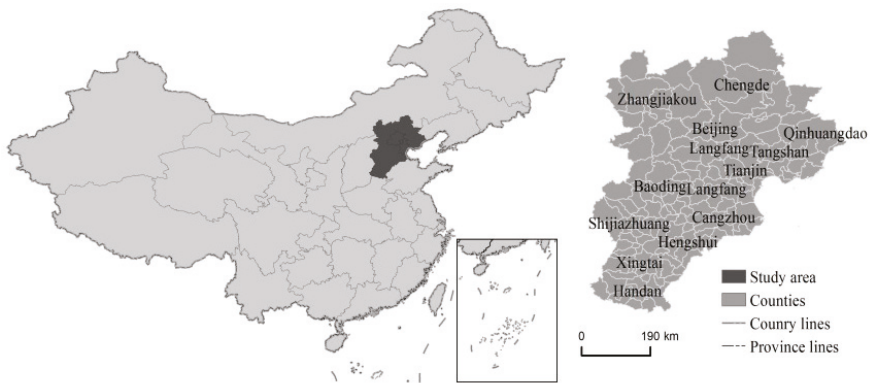 Chengde
Zhangjiakou
Beijing
Qinhuangdao
Langfang
Tangshan
Tianjin
Baoding
Langfang
Shijiazhuang
Cangzhou
Hengshui
Xingtai
Handan
Study area
Counties
Counry lines
Province lines
0
190 km